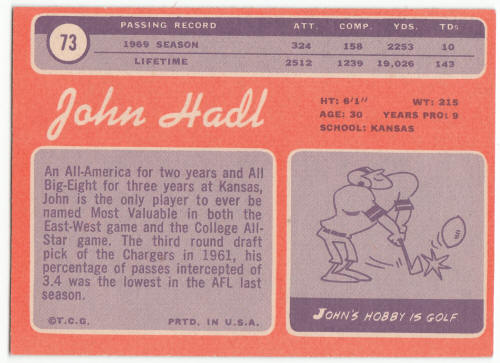 73
PASSING RECORD ATT. COMP. YDS. TDs
1969 SEASON 324 158 2253 10
LIFETIME 2512 1239 19,026 143
John Hadl
HT: 6'1" WT: 215
AGE: 30 YEARS PRO: 9
SCHOOL: KANSAS
An All-America for two years and All
Big-Eight for three years at Kansas,
John is the only player to ever be
named Most Valuable in both the
East-West game and the College All-
Star game. The third round draft
pick of the Chargers in 1961, his
percentage of passes intercepted of
3.4 was the lowest in the AFL last
season.
©T.C.G. PRTD. IN U.S.A.
JOHN'S HOBBY IS GOLF.